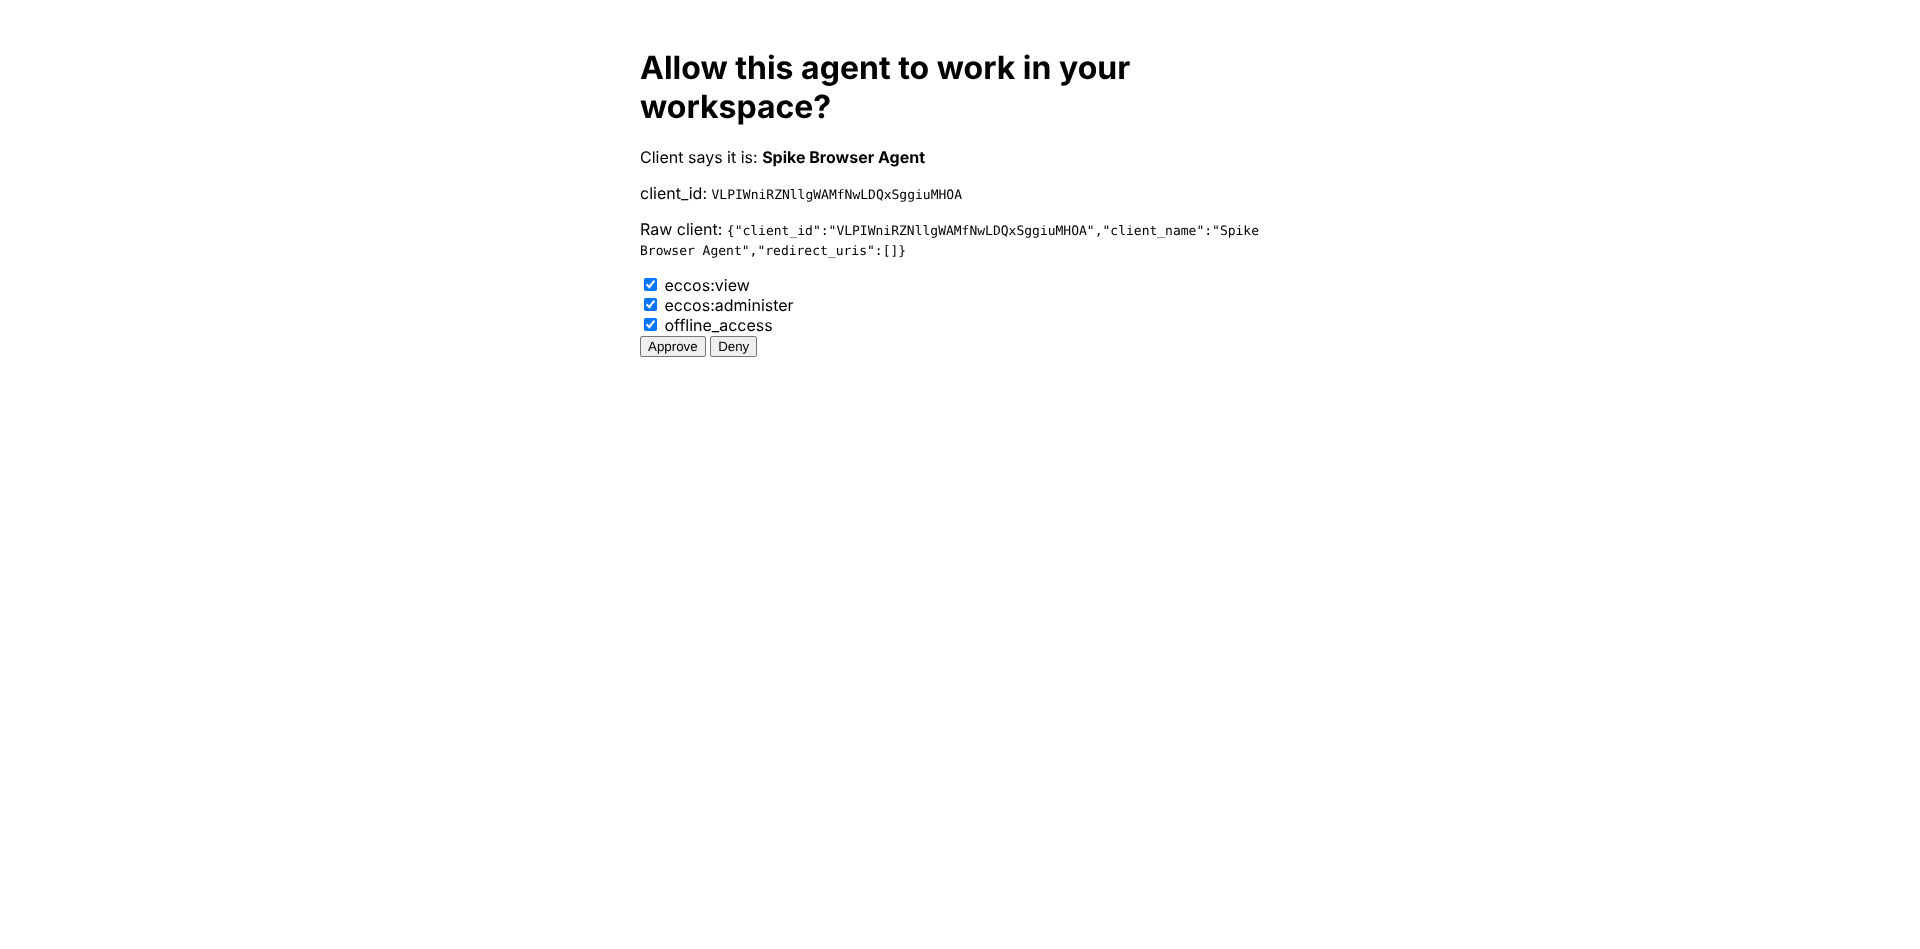 Allow this agent to work in your
workspace?
Client says it is: Spike Browser Agent
client_id: VLPIWniRZNllgWAMfNwLDQxSggiuMHOA
Raw client: {"client_id":"VLPIWniRZNllgWAMfNwLDQxSggiuMHOA","client_name":"Spike
Browser Agent","redirect_uris":[]}
eccos:view
eccos:administer
offline_access
Approve Deny